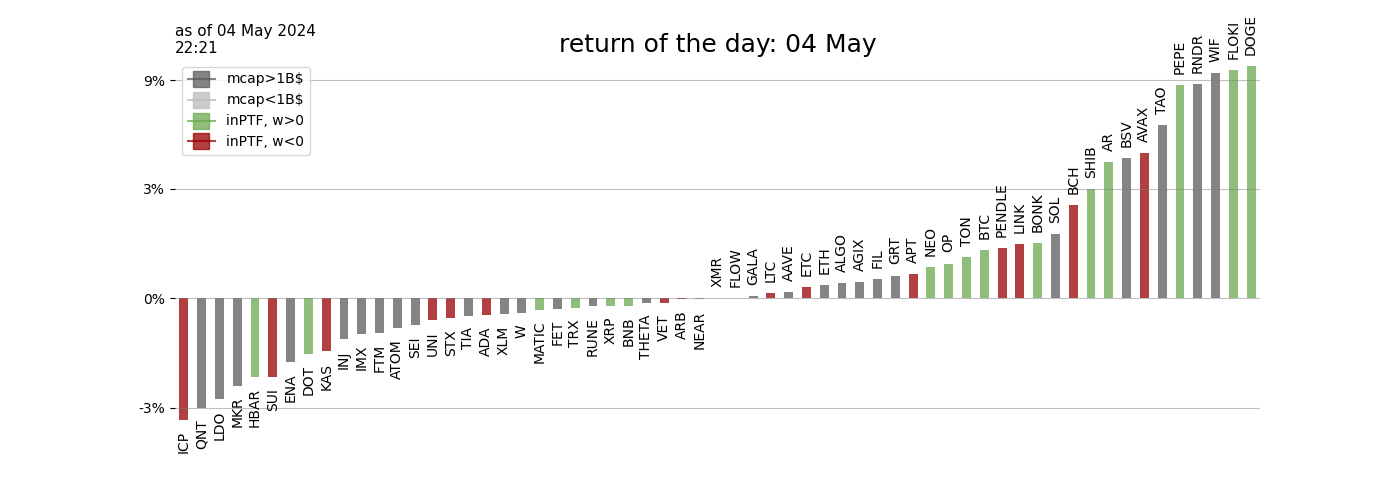 as of 04 May 2024
22:21
return of the day: 04 May
mcap>1B$
mcap<1B$
inPTF, w>0
inPTF, w<0
9%
3%
0%
-3%
ICP
QNT
LDO
MKR
HBAR
SUI
ENA
DOT
KAS
INJ
IMX
FTM
ATOM
SEI
UNI
STX
TIA
ADA
XLM
W
MATIC
FET
TRX
RUNE
XRP
BNB
THETA
VET
ARB
NEAR
XMR
FLOW
GALA
LTC
AAVE
ETC
ETH
ALGO
AGIX
FIL
GRT
APT
NEO
OP
TON
BTC
PENDLE
LINK
BONK
SOL
BCH
SHIB
AR
BSV
AVAX
TAO
PEPE
RNDR
WIF
FLOKI
DOGE